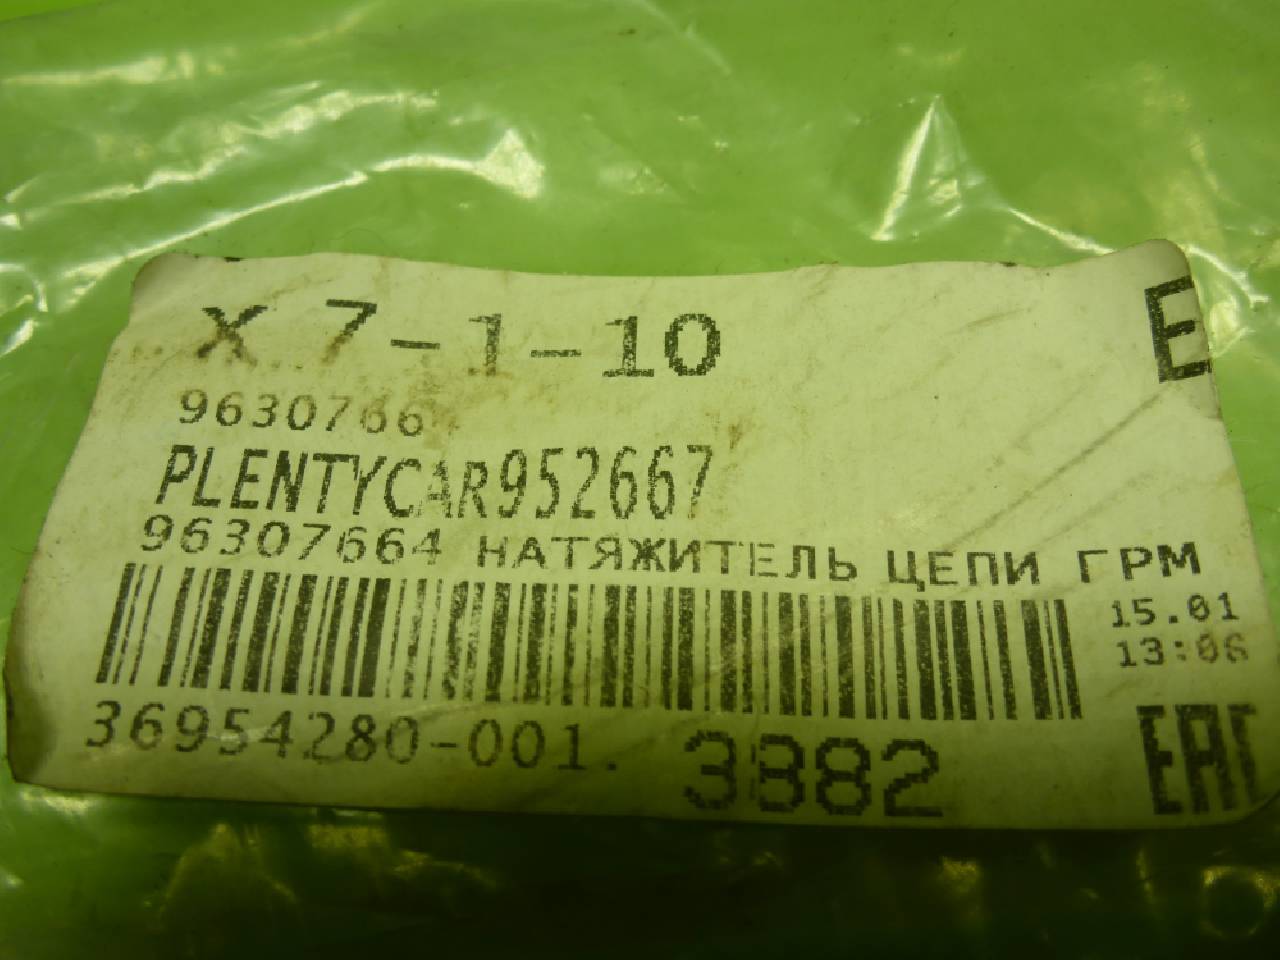 X 7-1-10 E
9630766
PLENTYCAR952667
96307664 НАТЯЖИТЕЛЬ ЦЕПИ ГРМ
15.01
13:06
36954280-001. 3882
EAC